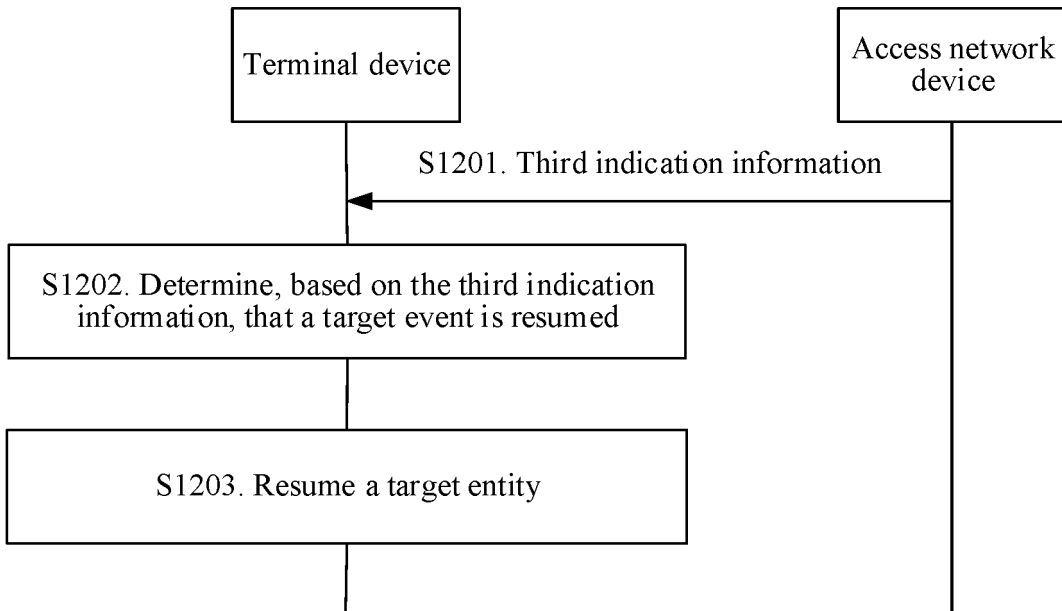 Terminal device
Access network
device
S1201. Third indication information
S1202. Determine, based on the third indication
information, that a target event is resumed
S1203. Resume a target entity